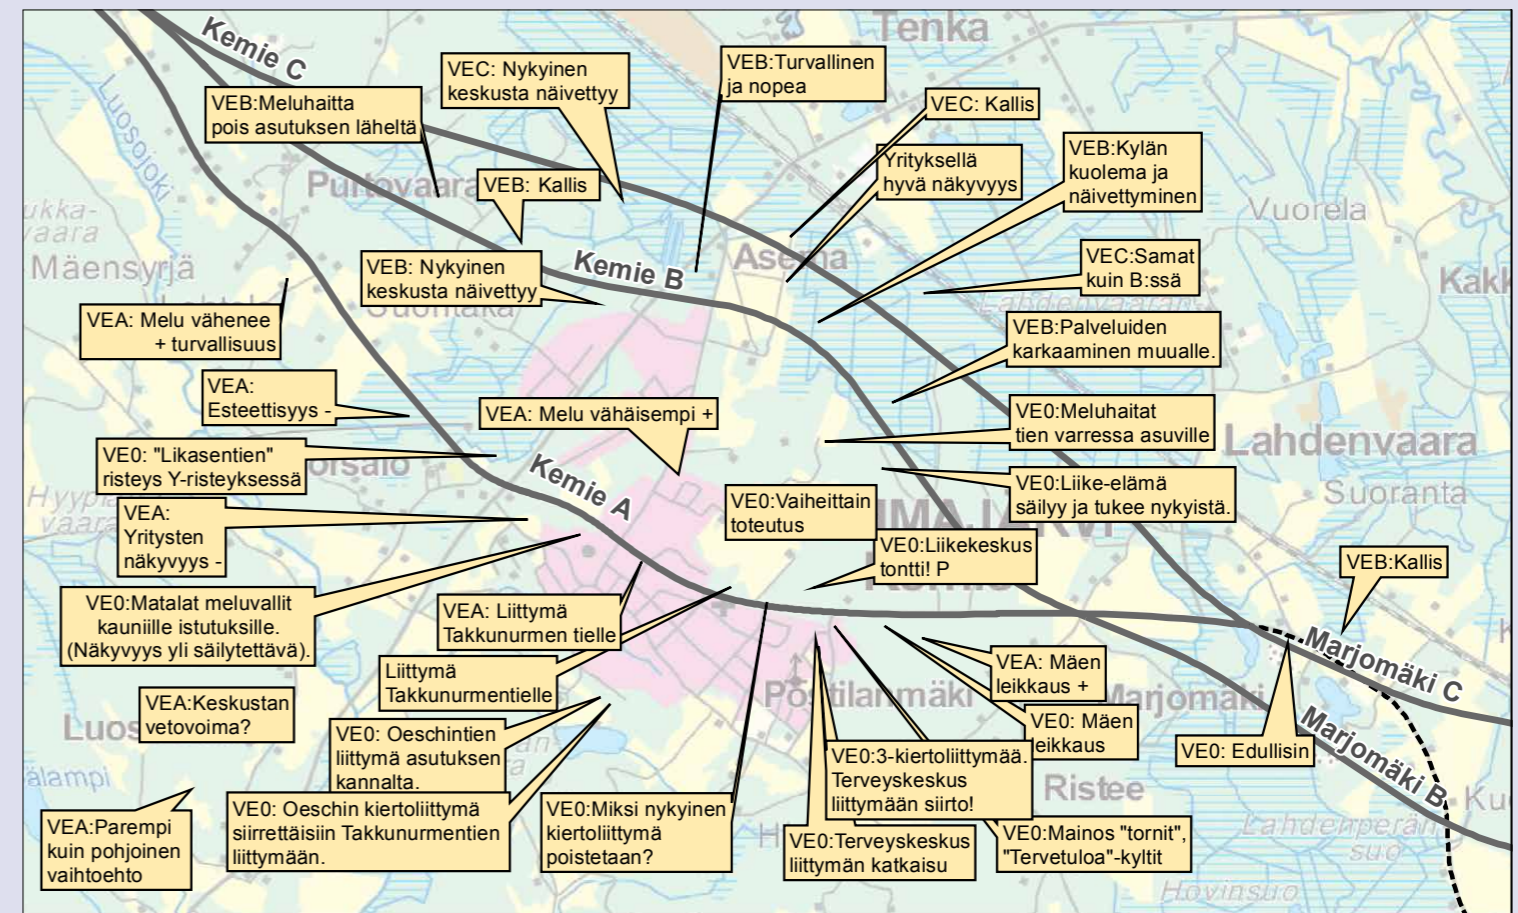 Tenka
Kemie C
VEC: Nykyinen
keskusta näivettyy
VEB:Turvallinen
ja nopea
VEB:Meluhaitta
pois asutuksen läheltä
VEC: Kallis
Luosojoki
Yrityksellä
hyvä näkyvyys
VEB:Kylän
kuolema ja
näivettyminen
Purtovaara
VEB: Kallis
Vuorela
Mäensyrjä
VEB: Nykyinen
keskusta näivettyy
Kemie B
Asema
VEC:Samat
kuin B:ssä
VEA: Melu vähenee
+ turvallisuus
VEB:Palveluiden
karkaaminen muualle.
VEA:
Esteettisyys -
VEA: Melu vähäisempi +
VE0:Meluhaitat
tien varressa asuville
Lahdenvaara
VE0: "Likasentien"
risteys Y-risteyksessä
Kemie A
VE0:Liike-elämä
säilyy ja tukee nykyistä.
Suoranta
VEA:
Yritysten
näkyvyys -
VE0:Vaiheittain
toteutus
VE0:Liikekeskus
tontti! P
VEB:Kallis
VE0:Matalat meluvallit
kauniille istutuksille.
(Näkyvyys yli säilytettävä).
VEA: Liittymä
Takkunurmen tielle
Liittymä
Takkunurmentielle
VEA: Mäen
leikkaus +
Marjomäki C
Postilanmäki
Marjomäki
VEA:Keskustan
vetovoima?
VE0: Oeschintien
liittymä asutuksen
kannalta.
VE0: Mäen
leikkaus
VE0: Edullisin
Marjomäki B
VE0:3-kiertoliittymää.
Terveyskeskus
liittymään siirto!
Ristee
VEA:Parempi
kuin pohjoinen
vaihtoehto
VE0: Oeschin kiertoliittymä
siirrettäisiin Takkunurmentien
liittymään.
VE0:Miksi nykyinen
kiertoliittymä
poistetaan?
VE0:Terveyskeskus
liittymän katkaisu
VE0:Mainos "tornit",
"Tervetuloa"-kyltit
Lahdenperän
suo
Hovinsuo